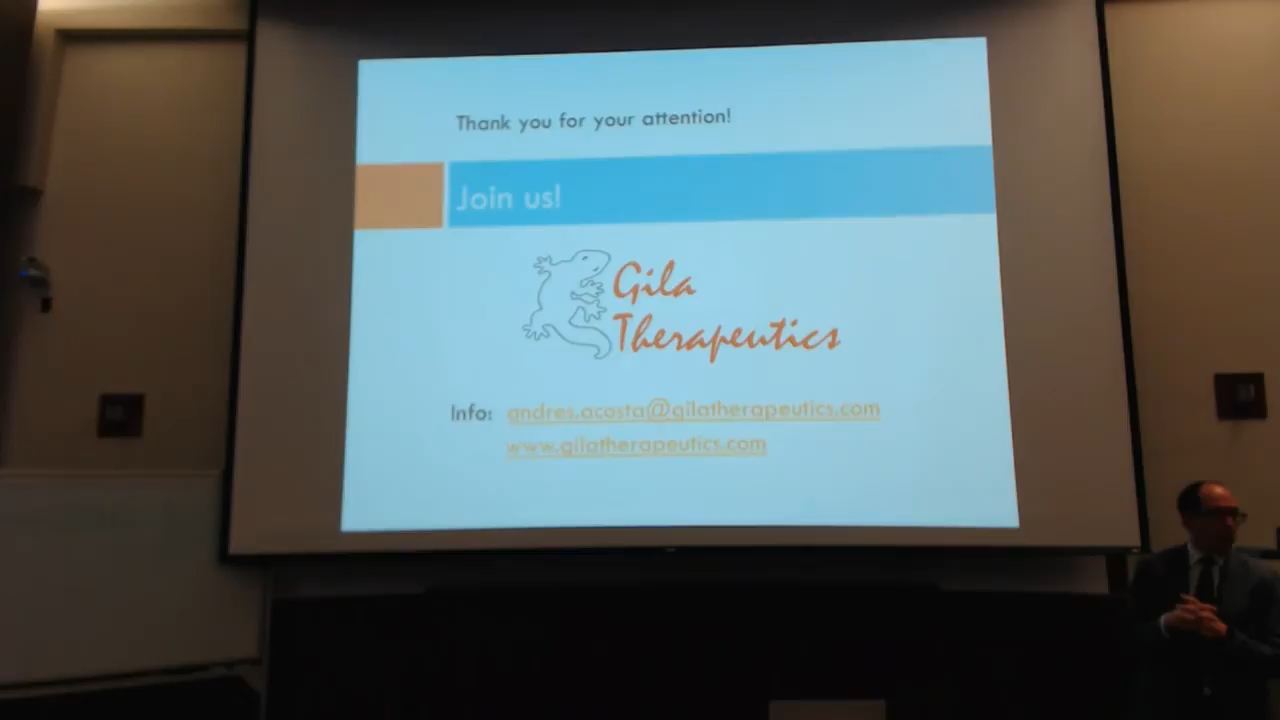 Thank you for your attention!
Join us!
Gila
Therapeutics
Info: andres.acosta@gilatherapeutics.com
www.gilatherapeutics.com